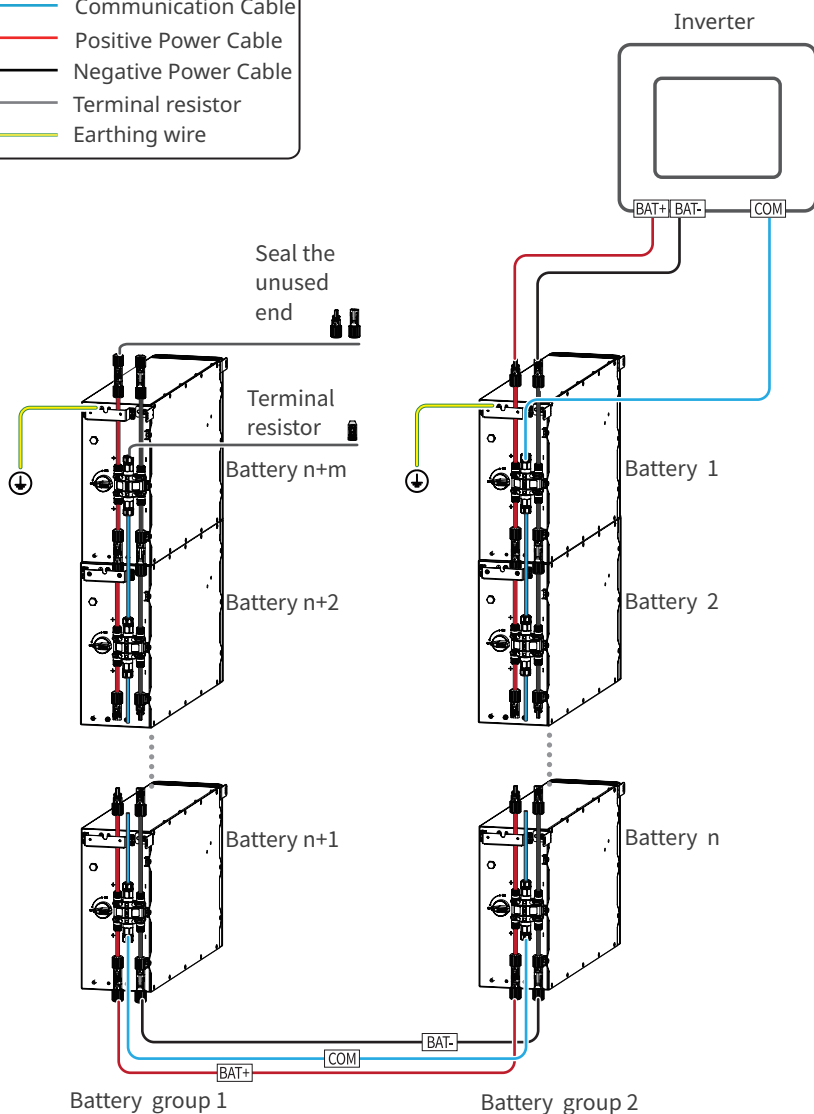 Communication Cable
Positive Power Cable
Negative Power Cable
Terminal resistor
Earthing wire
Inverter
BAT+ BAT- COM
Seal the
unused
end
Terminal
resistor
Battery n+m
Battery 1
Battery n+2
Battery 2
Battery n+1
Battery n
BAT-
COM
BAT+
Battery group 1
Battery group 2